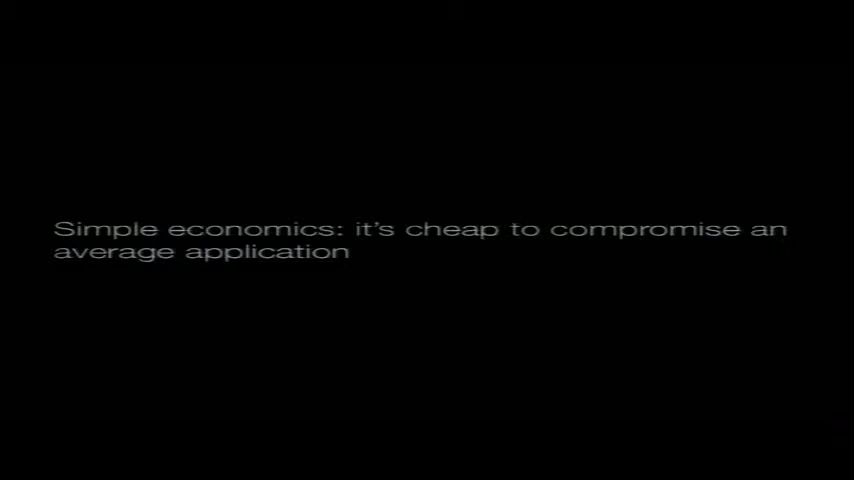 Simple economics: it's cheap to compromise an
average application